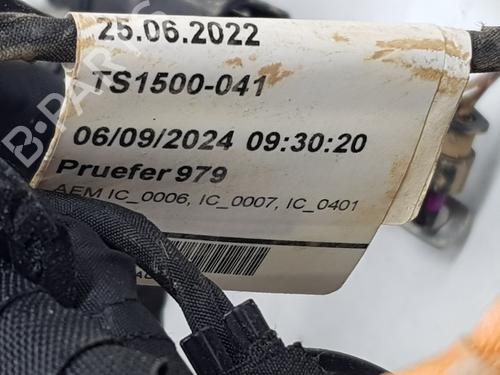 25.06.2022
TS1500-041
06/09/2024 09:30:20
Pruefer 979
AEM IC_0006, IC_0007, IC_0401
B-PARTS